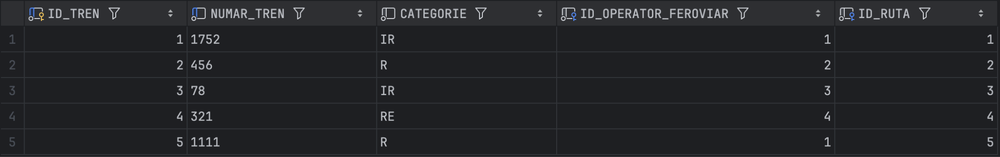 ID_TREN NUMAR_TREN CATEGORIE ID_OPERATOR_FEROVIAR ID_RUTA
1 1 1752 IR 1 1
2 2 456 R 2 2
3 3 78 IR 3 3
4 4 321 RE 4 4
5 5 1111 R 1 5